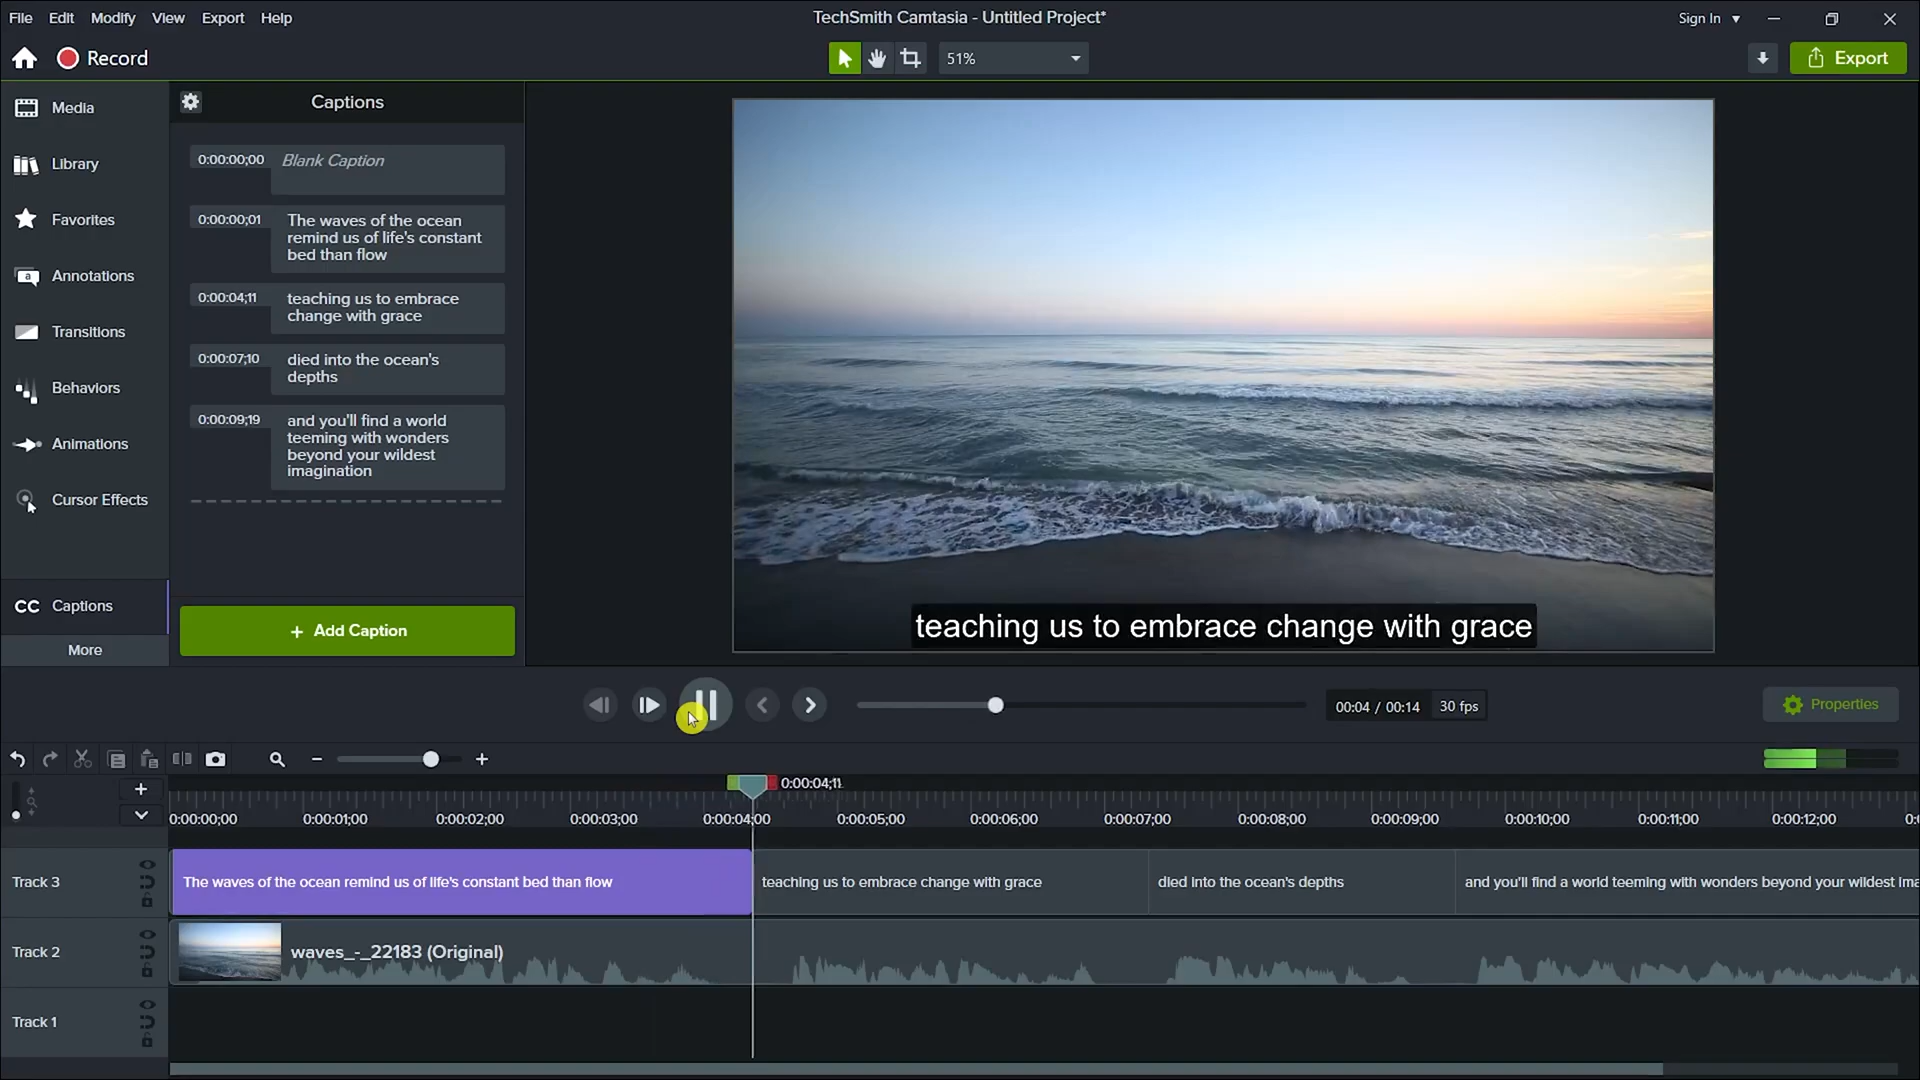 File Edit Modify View Export Help
TechSmith Camtasia - Untitled Project*
Sign In
Record
51%
Export
Media
Library
Favorites
Annotations
Transitions
Behaviors
Animations
Cursor Effects
CC Captions
More
Captions
0:00:00;00 Blank Caption
0:00:00;01 The waves of the ocean
remind us of life's constant
bed than flow
0:00:04;11 teaching us to embrace
change with grace
0:00:07;10 died into the ocean's
depths
0:00:09;19 and you'll find a world
teeming with wonders
beyond your wildest
imagination
+ Add Caption
teaching us to embrace change with grace
00:04 / 00:14 30 fps
Properties
0:00:04;11
0:00:00;00 0:00:01;00 0:00:02;00 0:00:03;00 0:00:04;00 0:00:05;00 0:00:06;00 0:00:07;00 0:00:08;00 0:00:09;00 0:00:10;00 0:00:11;00 0:00:12;00
Track 3
The waves of the ocean remind us of life's constant bed than flow
teaching us to embrace change with grace
died into the ocean's depths
and you'll find a world teeming with wonders beyond your wildest ima
Track 2
waves_-_22183 (Original)
Track 1